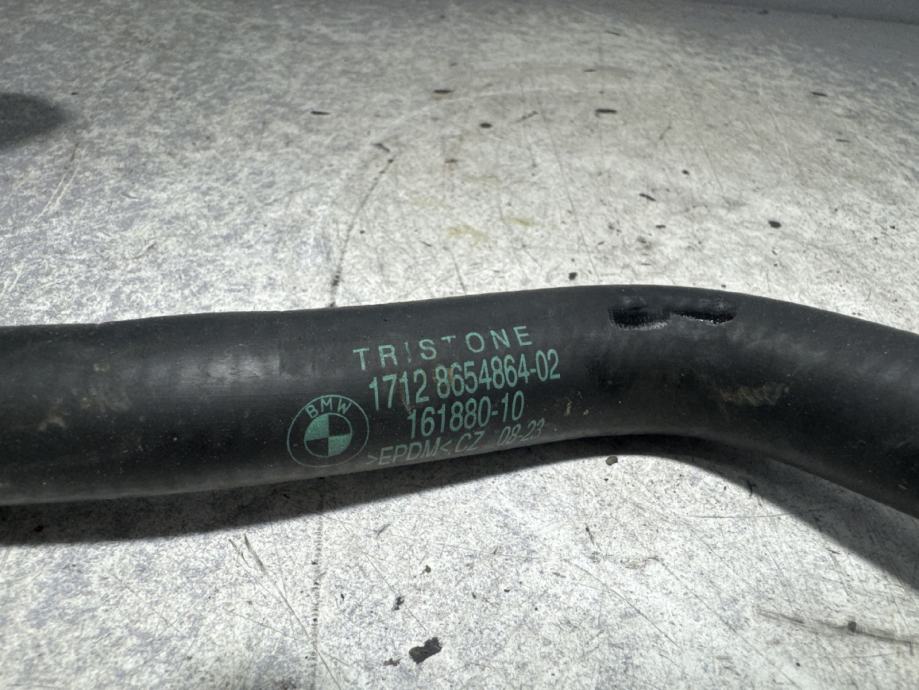 TRISTONE
1712 8654864-02
161880-10
>EPDM< CZ 08-23
BMW